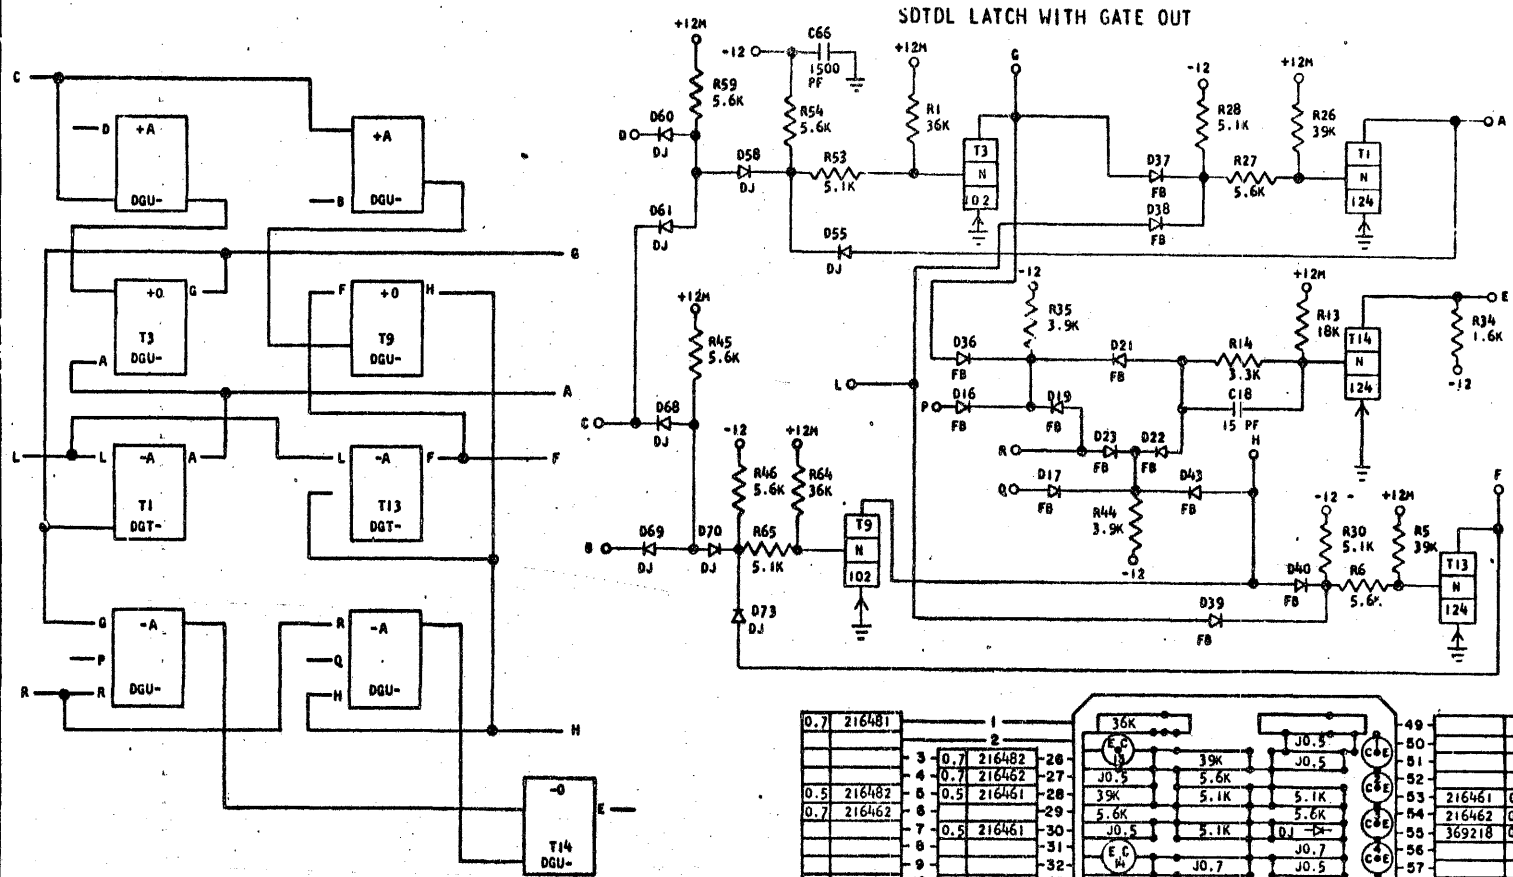 SDTDL LATCH WITH GATE OUT
C
D
+A
DGU-
+A
B
DGU-
G
+O
G
T3
A
DGU-
F
+O
H
T9
DGU-
A
L
L
-A
A
T1
DGT-
L
-A
F
F
T13
DGT-
G
-A
P
R
R
DGU-
R
-A
Q
H
DGU-
H
-O
E
T14
DGU-
+12M
R59
5.6K
D60
D
DJ
D61
DJ
D58
DJ
-12
C66
1500
PF
R54
5.6K
R53
5.1K
+12M
R1
36K
T3
N
102
G
D55
DJ
D37
FB
D38
FB
-12
R28
5.1K
R27
5.6K
+12M
R26
39K
T1
N
124
A
+12M
R45
5.6K
C
D68
DJ
B
D69
DJ
D70
DJ
-12
R46
5.6K
+12M
R64
36K
R65
5.1K
D73
DJ
T9
N
102
L
-12
R35
3.9K
D36
FB
D21
FB
P
D16
FB
D19
FB
R
D23
FB
D22
FB
Q
D17
FB
D43
FB
R44
3.9K
-12
H
R14
3.3K
C18
15 PF
+12M
R13
18K
T14
N
124
E
R34
1.6K
-12
D39
FB
D40
FB
-12
R30
5.1K
R6
5.6K
+12M
R5
39K
T13
N
124
F
0.7 216481 1 36K 49
2 J0.5 50
3 0.7 216482 26 E C 13 39K J0.5 C E 51
4 0.7 216462 27 J0.5 5.6K 52
0.5 216482 5 0.5 216461 28 39K 5.1K 5.1K C E 53 216461
0.7 216462 6 29 5.6K 5.6K 54 216462
7 0.5 216461 30 J0.5 5.1K DJ C E 55 369218
8 31 E C 14 J0.7 56
9 32 J0.7 J0.5 C E 57